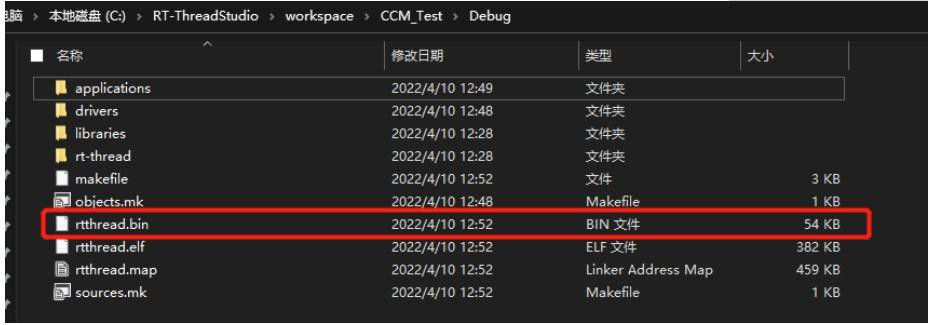 电脑 › 本地磁盘 (C:) › RT-ThreadStudio › workspace › CCM_Test › Debug
名称 修改日期 类型 大小
applications 2022/4/10 12:49 文件夹
drivers 2022/4/10 12:48 文件夹
libraries 2022/4/10 12:28 文件夹
rt-thread 2022/4/10 12:28 文件夹
makefile 2022/4/10 12:52 文件 3 KB
objects.mk 2022/4/10 12:48 Makefile 1 KB
rtthread.bin 2022/4/10 12:52 BIN 文件 54 KB
rtthread.elf 2022/4/10 12:52 ELF 文件 382 KB
rtthread.map 2022/4/10 12:52 Linker Address Map 459 KB
sources.mk 2022/4/10 12:52 Makefile 1 KB